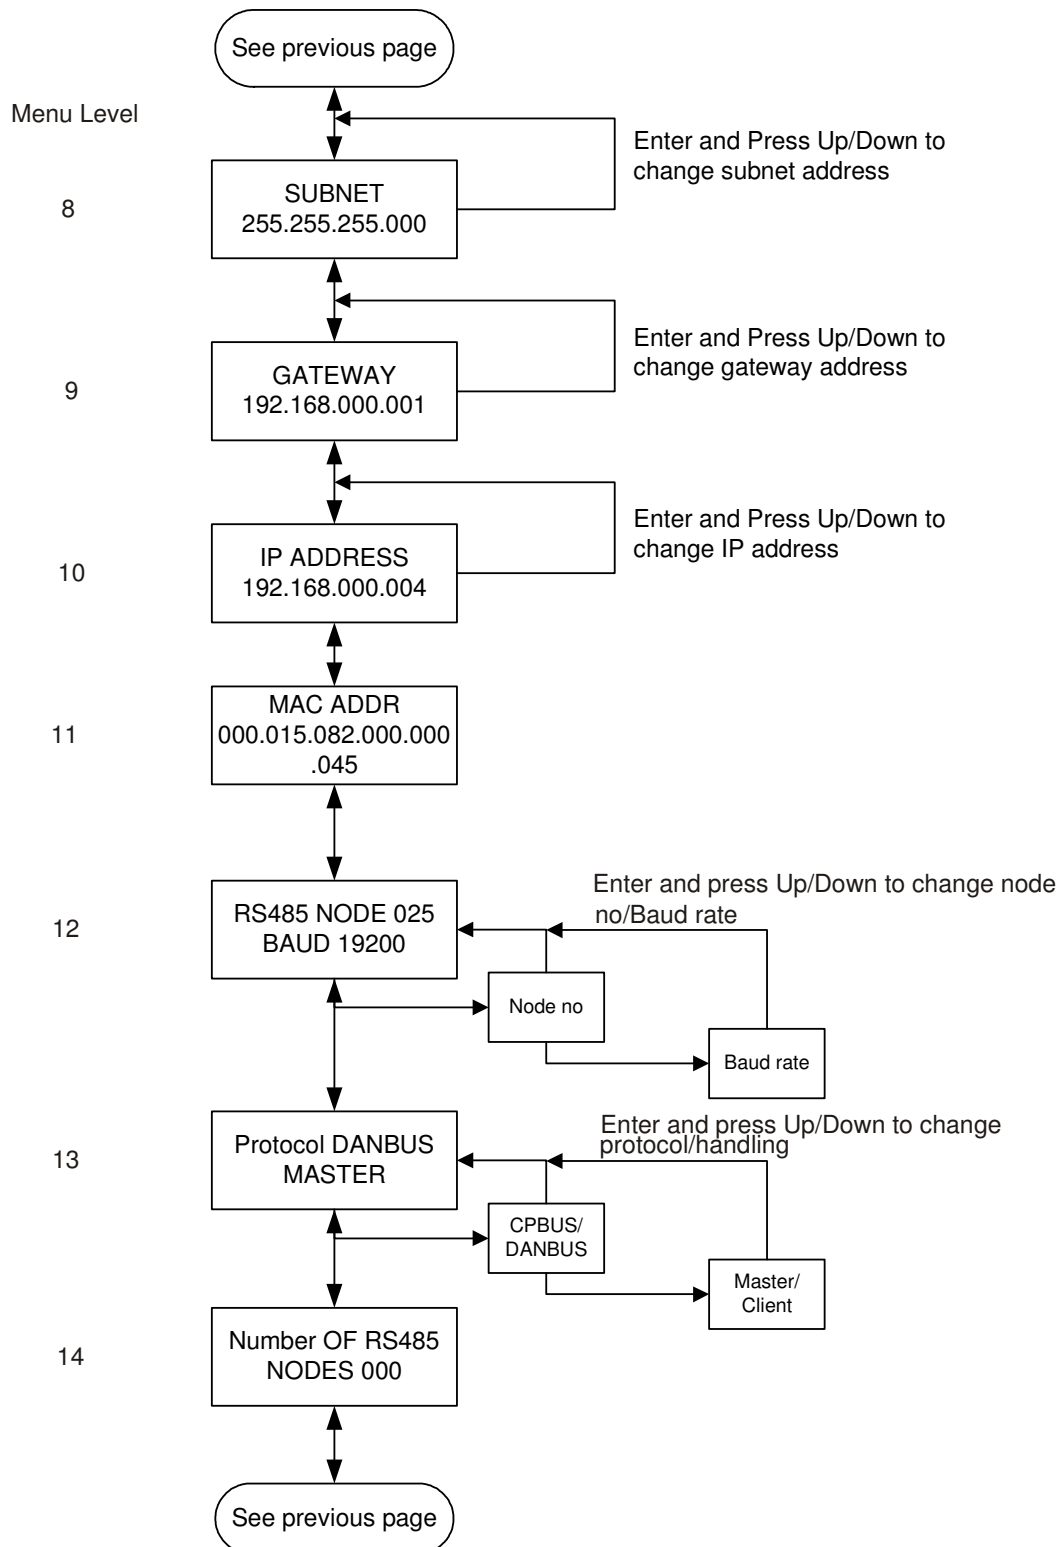 See previous page
Menu Level
Enter and Press Up/Down to
change subnet address
8
SUBNET
255.255.255.000
Enter and Press Up/Down to
change gateway address
9
GATEWAY
192.168.000.001
Enter and Press Up/Down to
change IP address
10
IP ADDRESS
192.168.000.004
11
MAC ADDR
000.015.082.000.000
.045
Enter and press Up/Down to change node
no/Baud rate
12
RS485 NODE 025
BAUD 19200
Node no
Baud rate
Enter and press Up/Down to change
protocol/handling
13
Protocol DANBUS
MASTER
CPBUS/
DANBUS
Master/
Client
14
Number OF RS485
NODES 000
See previous page